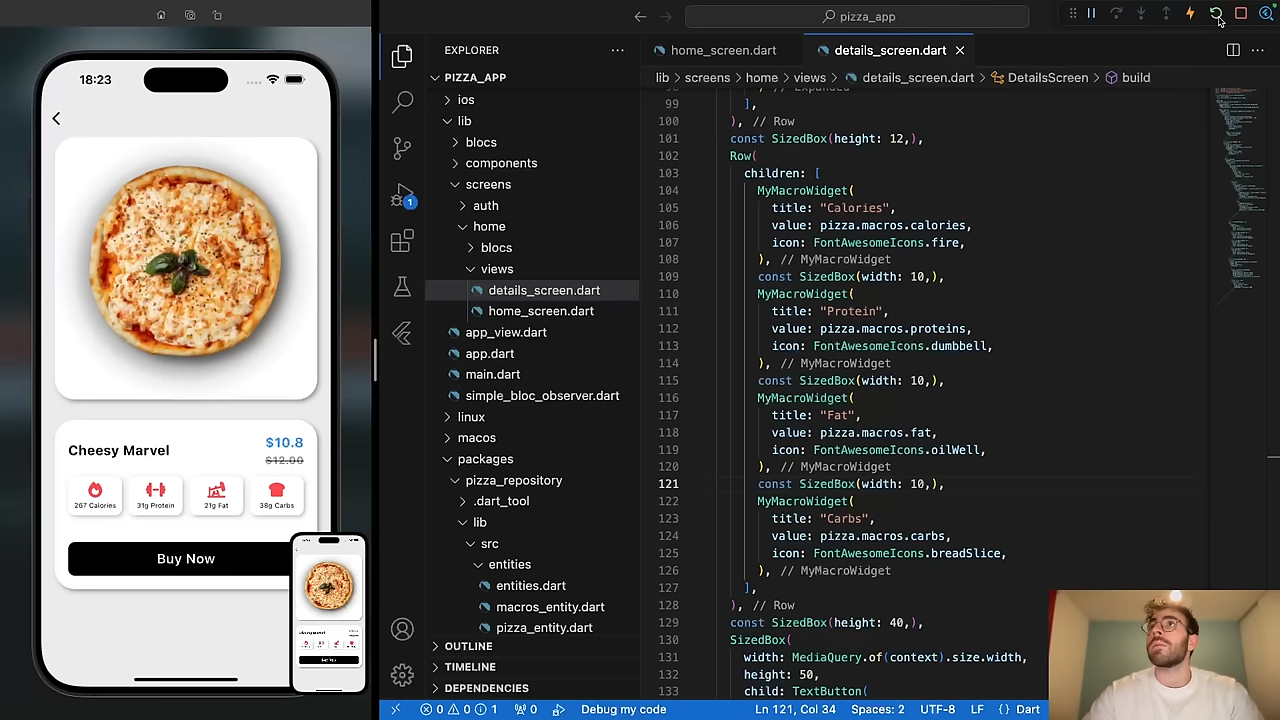 18:23
Cheesy Marvel
$10.8
$12.00
267 Calories
31g Protein
21g Fat
38g Carbs
Buy Now
pizza_app
EXPLORER
PIZZA_APP
ios
lib
blocs
components
screens
auth
home
blocs
views
details_screen.dart
home_screen.dart
app_view.dart
app.dart
main.dart
simple_bloc_observer.dart
linux
macos
packages
pizza_repository
.dart_tool
lib
src
entities
entities.dart
macros_entity.dart
pizza_entity.dart
OUTLINE
TIMELINE
DEPENDENCIES
1
home_screen.dart
details_screen.dart
lib > screens > home > views > details_screen.dart > DetailsScreen > build
99 ],
100 ), // Row
101 const SizedBox(height: 12,),
102 Row(
103 children: [
104 MyMacroWidget(
105 title: "Calories",
106 value: pizza.macros.calories,
107 icon: FontAwesomeIcons.fire,
108 ), // MyMacroWidget
109 const SizedBox(width: 10,),
110 MyMacroWidget(
111 title: "Protein",
112 value: pizza.macros.proteins,
113 icon: FontAwesomeIcons.dumbbell,
114 ), // MyMacroWidget
115 const SizedBox(width: 10,),
116 MyMacroWidget(
117 title: "Fat",
118 value: pizza.macros.fat,
119 icon: FontAwesomeIcons.oilWell,
120 ), // MyMacroWidget
121 const SizedBox(width: 10,),
122 MyMacroWidget(
123 title: "Carbs",
124 value: pizza.macros.carbs,
125 icon: FontAwesomeIcons.breadSlice,
126 ), // MyMacroWidget
127 ],
128 ), // Row
129 const SizedBox(height: 40,),
130 SizedBox(
131 width: MediaQuery.of(context).size.width,
132 height: 50,
133 child: TextButton(
0 0 1 0 Debug my code Ln 121, Col 34 Spaces: 2 UTF-8 LF {} Dart